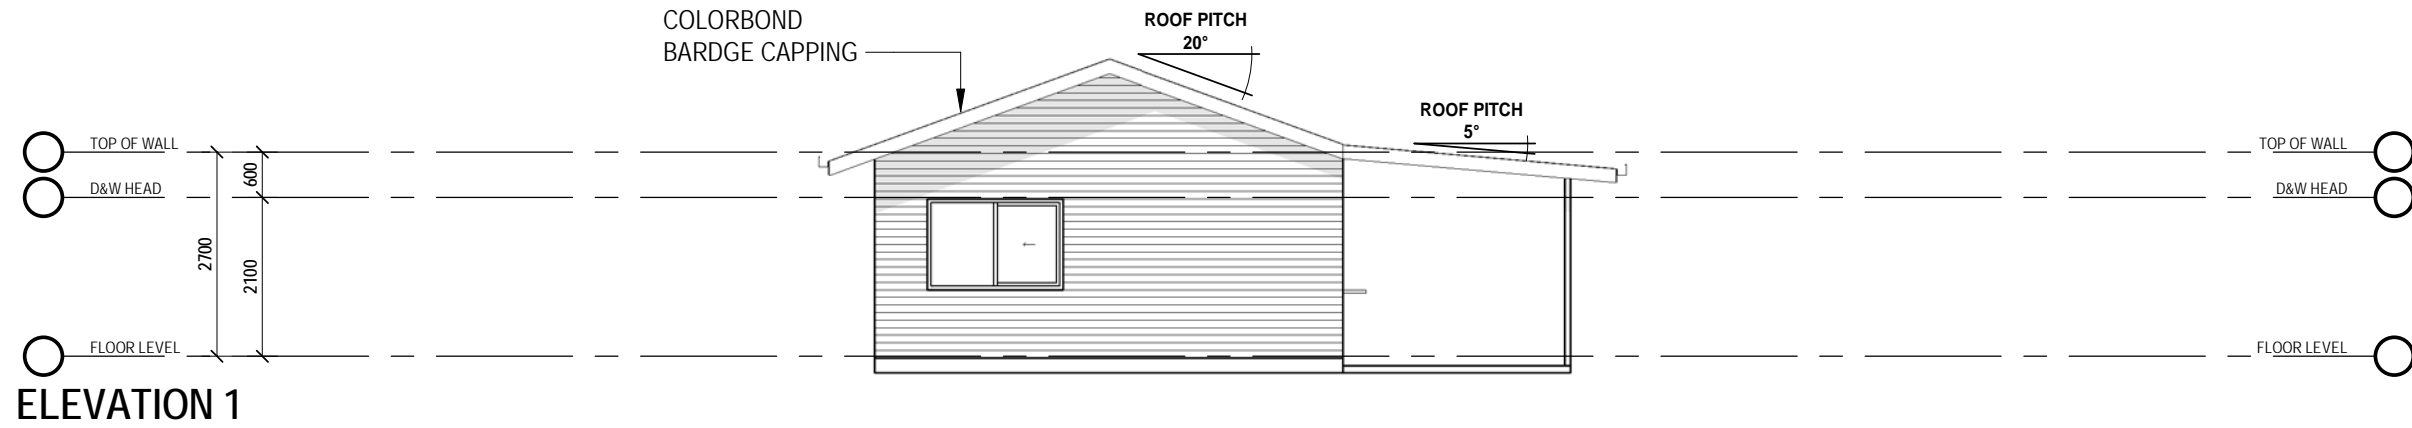 COLORBOND
BARDGE CAPPING
ROOF PITCH
20°
ROOF PITCH
5°
TOP OF WALL
TOP OF WALL
600
D&W HEAD
D&W HEAD
2700
2100
FLOOR LEVEL
FLOOR LEVEL
ELEVATION 1